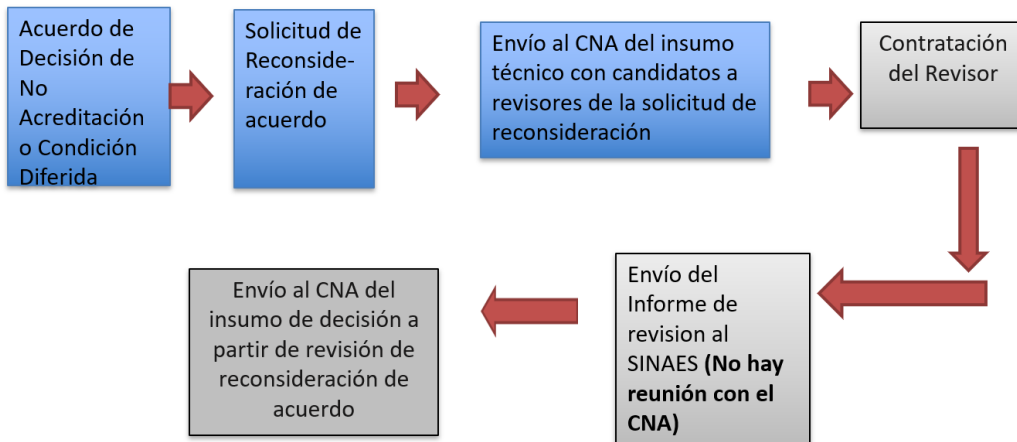 Acuerdo de
Decisión de
No
Acreditación
o Condición
Diferida
Solicitud de
Reconside-
ración de
acuerdo
Envío al CNA del insumo
técnico con candidatos a
revisores de la solicitud de
reconsideración
Contratación
del Revisor
Envío del
Informe de
revision al
SINAES (No hay
reunión con el
CNA)
Envío al CNA del
insumo de decisión a
partir de revisión de
reconsideración de
acuerdo